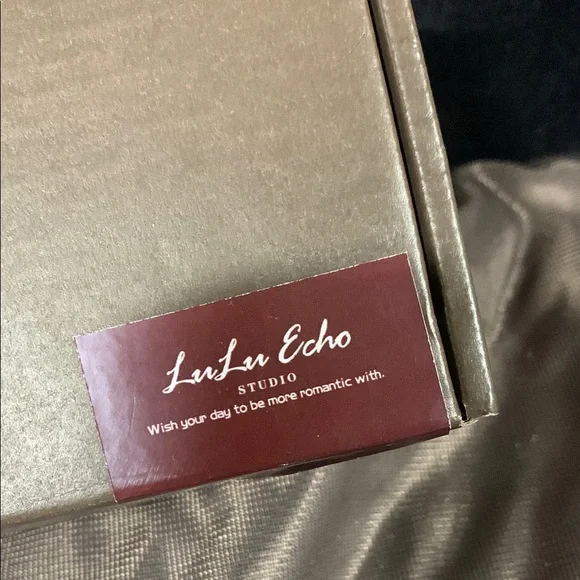 LuLu Echo
STUDIO
Wish your day to be more romantic with.